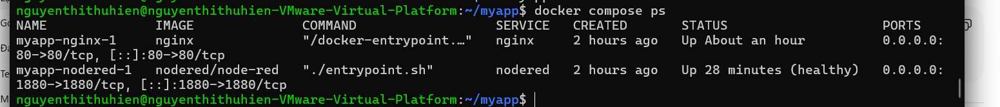 nguyenthithuhien@nguyenthithuhien-VMware-Virtual-Platform:~/myapp$ docker compose ps
NAME IMAGE COMMAND SERVICE CREATED STATUS PORTS
myapp-nginx-1 nginx "/docker-entrypoint.…" nginx 2 hours ago Up About an hour 0.0.0.0:
80->80/tcp, [::]:80->80/tcp
myapp-nodered-1 nodered/node-red "./entrypoint.sh" nodered 2 hours ago Up 28 minutes (healthy) 0.0.0.0:
1880->1880/tcp, [::]:1880->1880/tcp
nguyenthithuhien@nguyenthithuhien-VMware-Virtual-Platform:~/myapp$